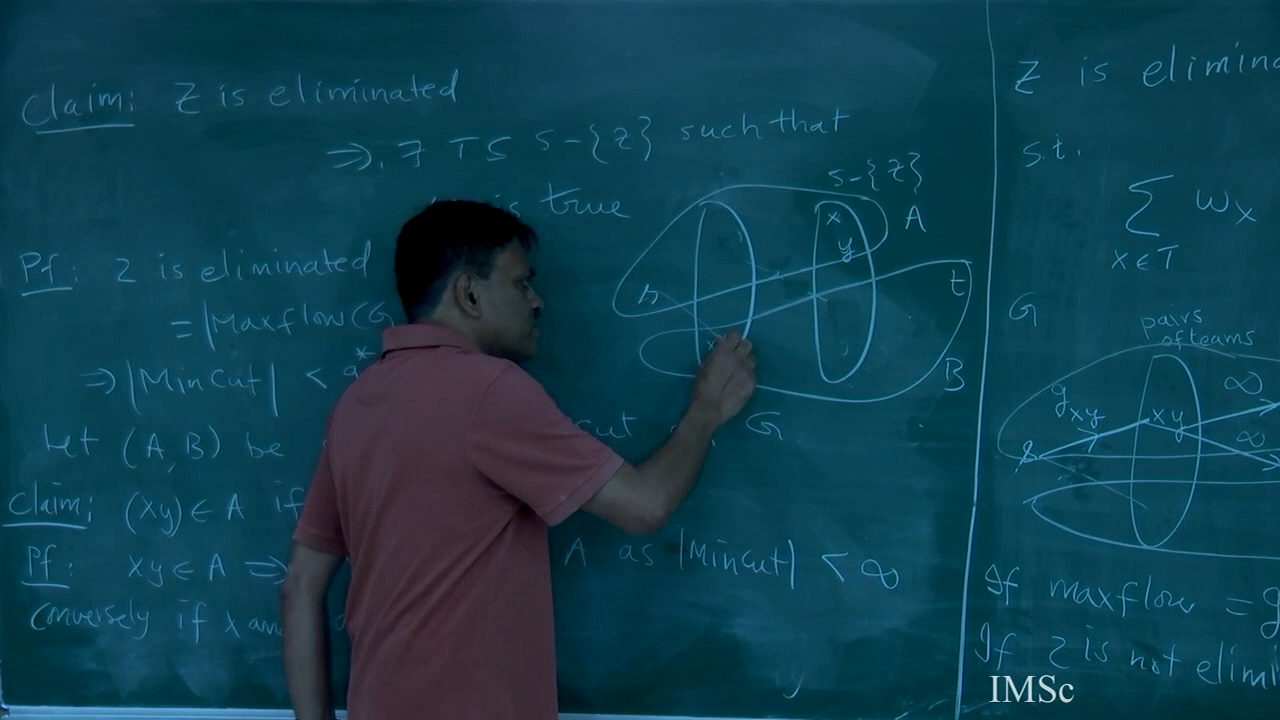 Claim: Z is eliminated
⇒. ∃ T ⊆ S-{Z} such that
is true
Pf: Z is eliminated
= |Maxflow(G
⇒ |MinCut| <
Let (A, B) be
cut
G
Claim: (xy) ∈ A if
Pf: xy ∈ A ⇒
A as |MinCut| < ∞
Conversely if x and
S-{Z}
A
x
y
s
t
B
Z is elimin
s.t.
∑ wx
x∈T
G
pairs
of teams
gxy
xy
∞
∞
s
If maxflow = g
If Z is not elimi
IMSc